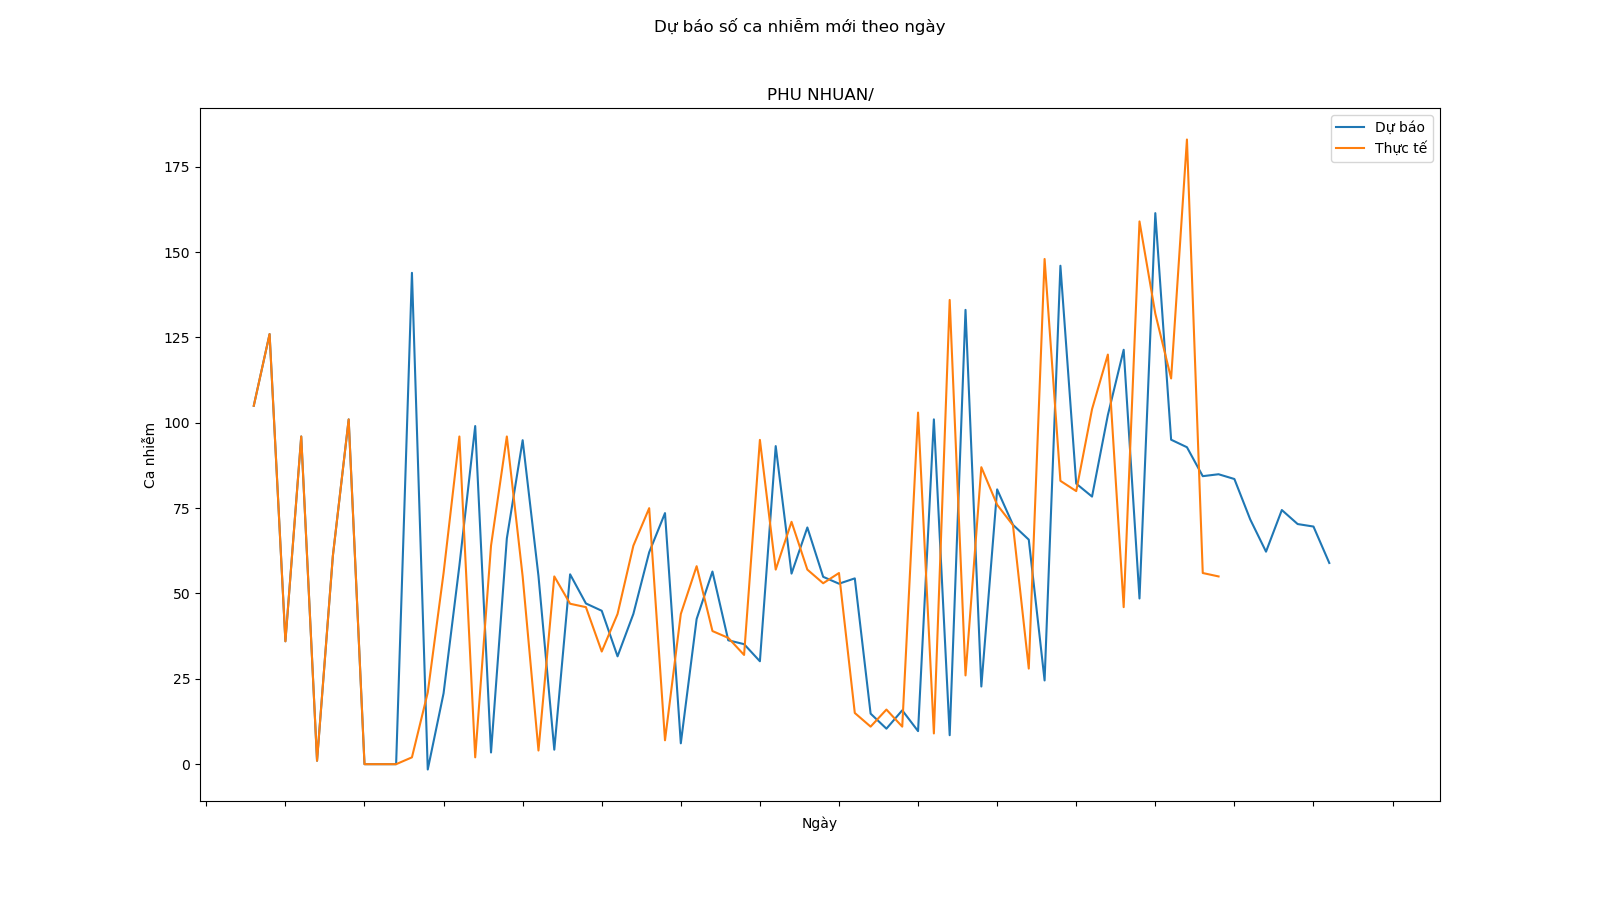 Dự báo số ca nhiễm mới theo ngày
PHU NHUAN/
Dự báo
Thực tế
175
150
125
100
75
50
25
0
Ca nhiễm
Ngày